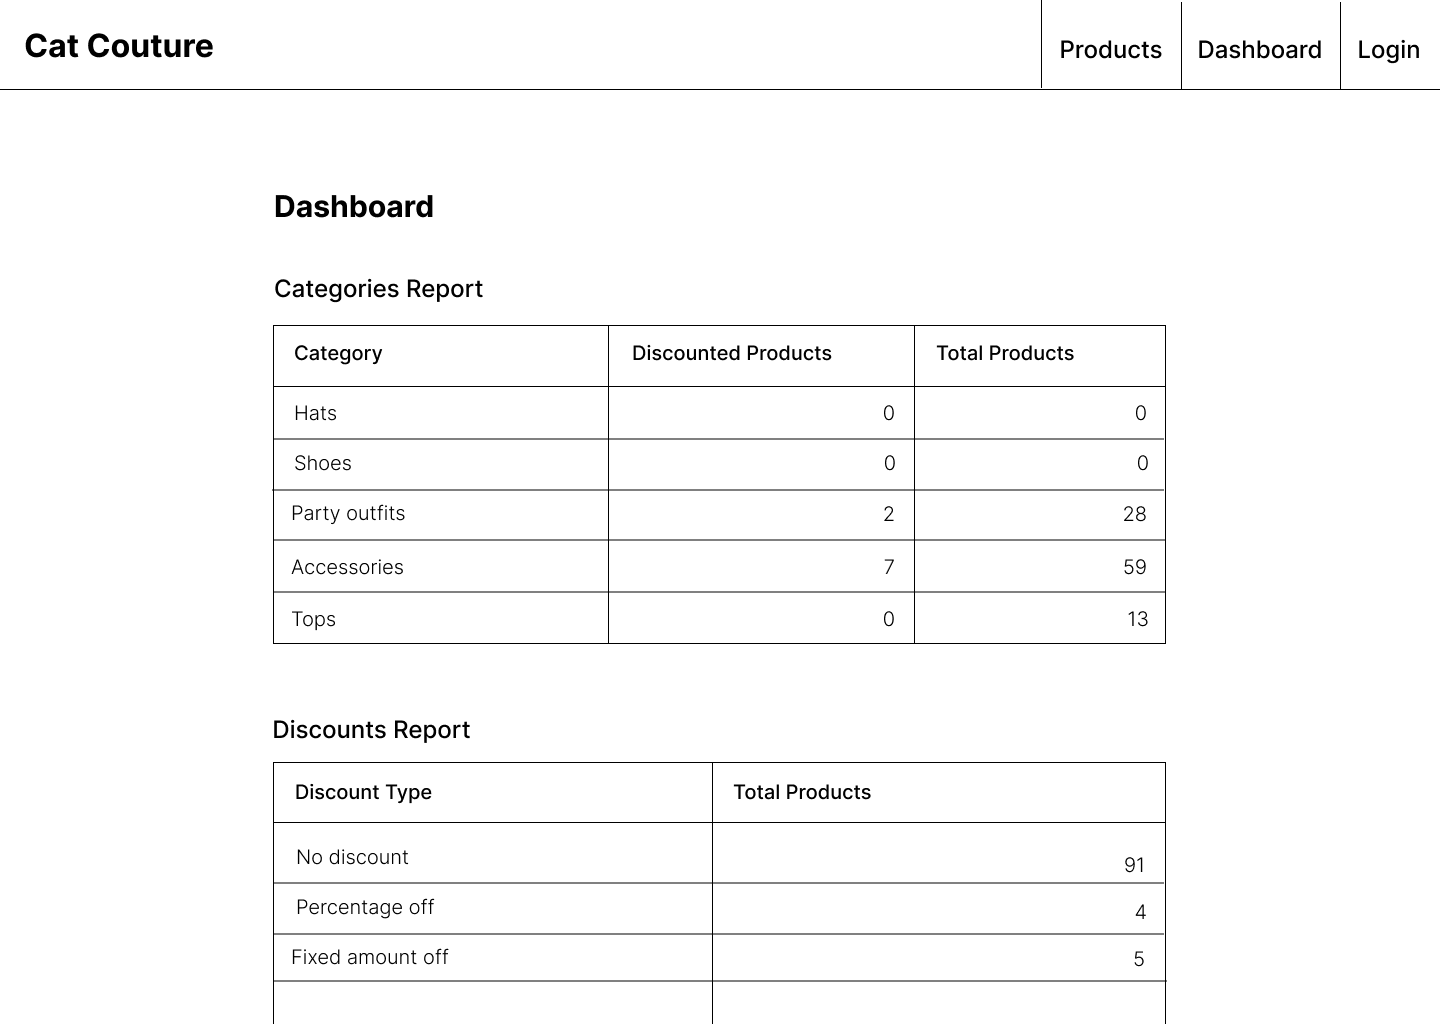 Cat Couture Products Dashboard Login
Dashboard
Categories Report
Category Discounted Products Total Products
Hats 0 0
Shoes 0 0
Party outfits 2 28
Accessories 7 59
Tops 0 13
Discounts Report
Discount Type Total Products
No discount 91
Percentage off 4
Fixed amount off 5